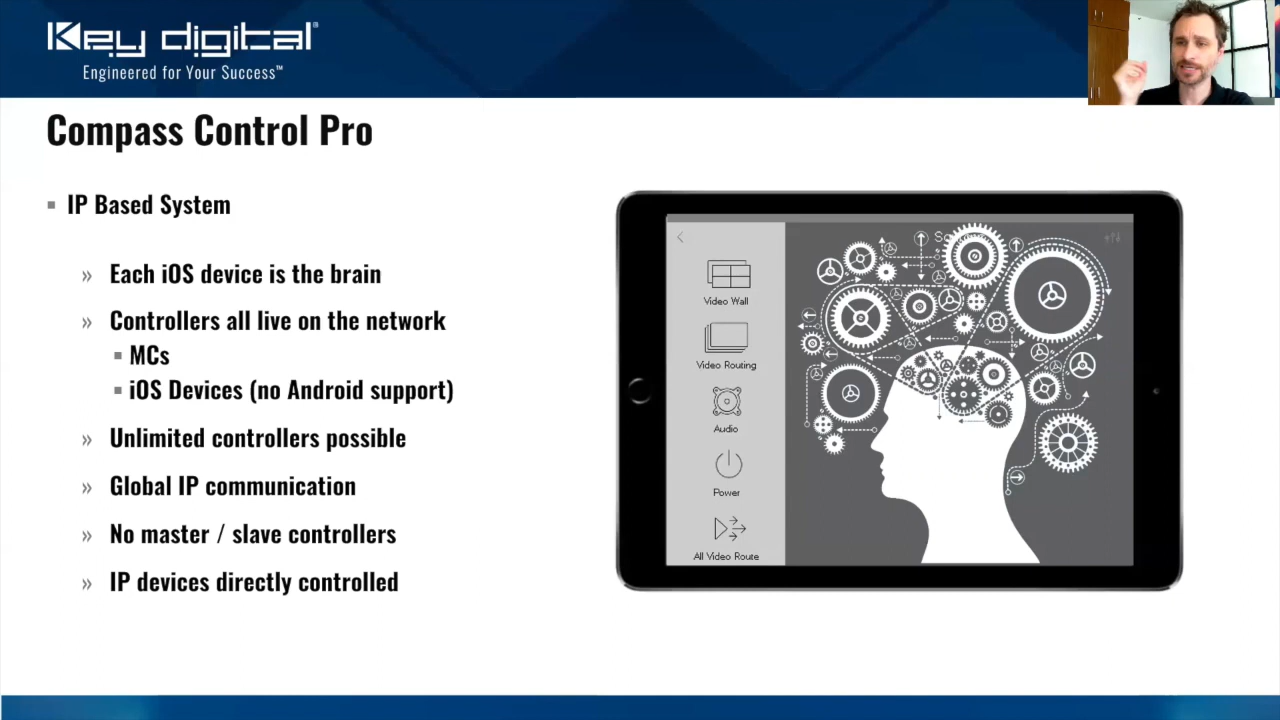 Key digital®
Engineered for Your Success™
Compass Control Pro
▪ IP Based System
» Each iOS device is the brain
» Controllers all live on the network
▪ MCs
▪ iOS Devices (no Android support)
» Unlimited controllers possible
» Global IP communication
» No master / slave controllers
» IP devices directly controlled
Video Wall
Video Routing
Audio
Power
All Video Route